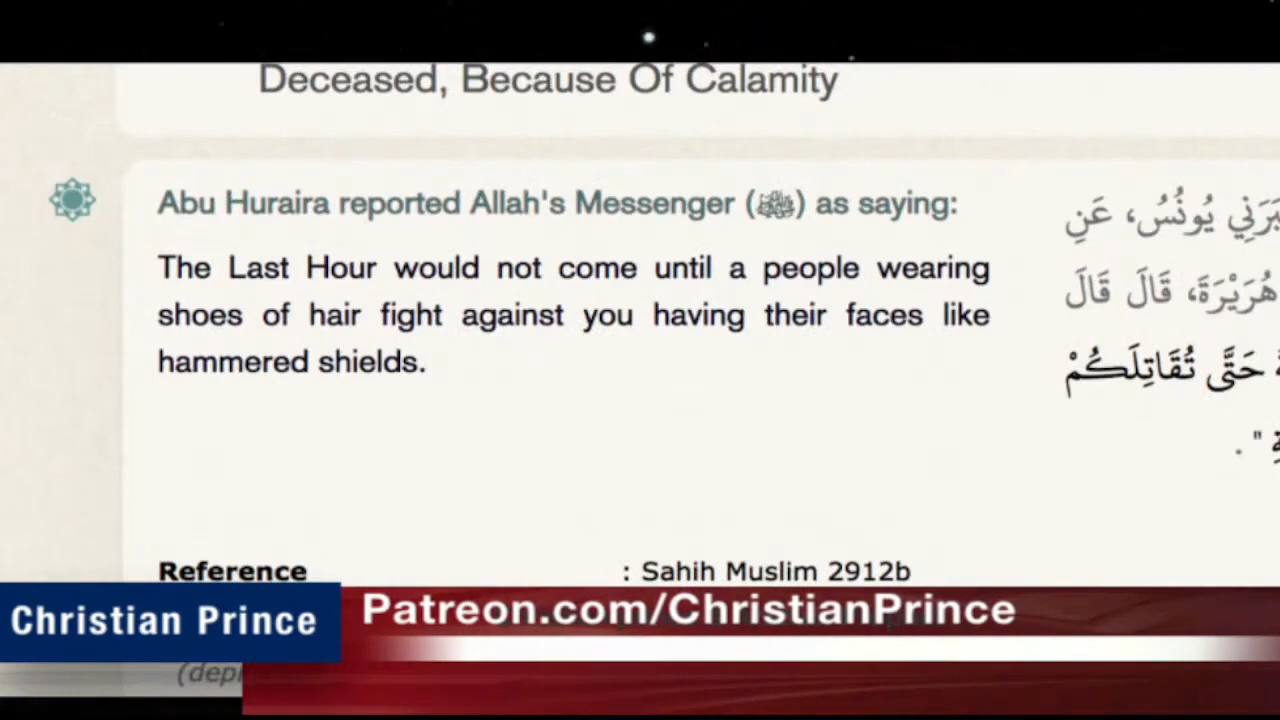 Deceased, Because Of Calamity
Abu Huraira reported Allah's Messenger (ﷺ) as saying:
The Last Hour would not come until a people wearing
shoes of hair fight against you having their faces like
hammered shields.
يُونُسُ، عَنِ
هُرَيْرَةَ، قَالَ قَالَ
حَتَّى تُقَاتِلَكُمْ
" .
Reference
: Sahih Muslim 2912b
Christian Prince
Patreon.com/ChristianPrince